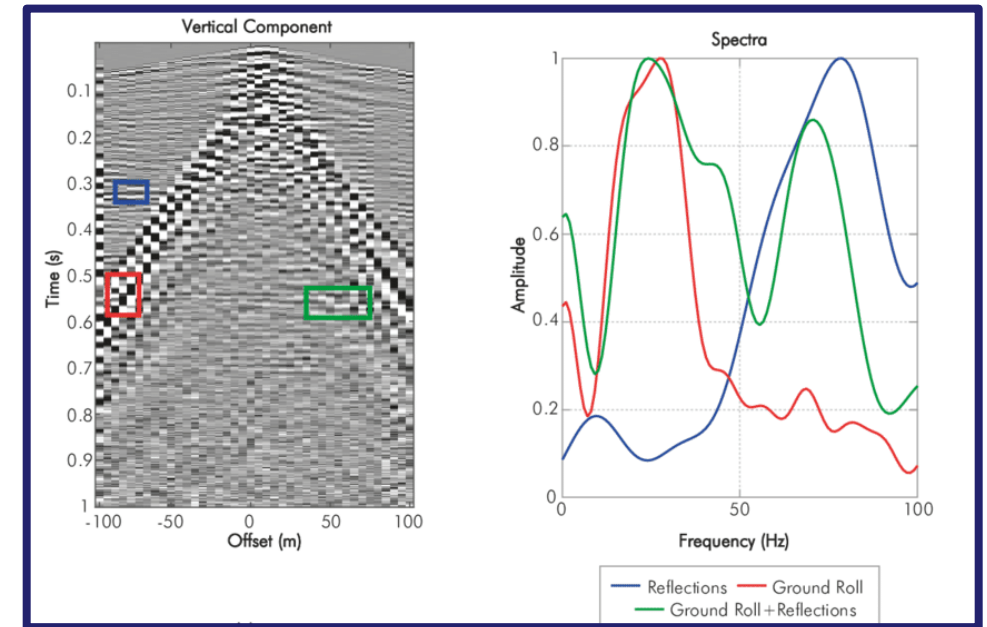 Vertical Component
Time (s)
0.1
0.2
0.3
0.4
0.5
0.6
0.7
0.8
0.9
1
-100 -50 0 50 100
Offset (m)
Spectra
Amplitude
1
0.8
0.6
0.4
0.2
0
0 50 100
Frequency (Hz)
Reflections Ground Roll
Ground Roll+Reflections